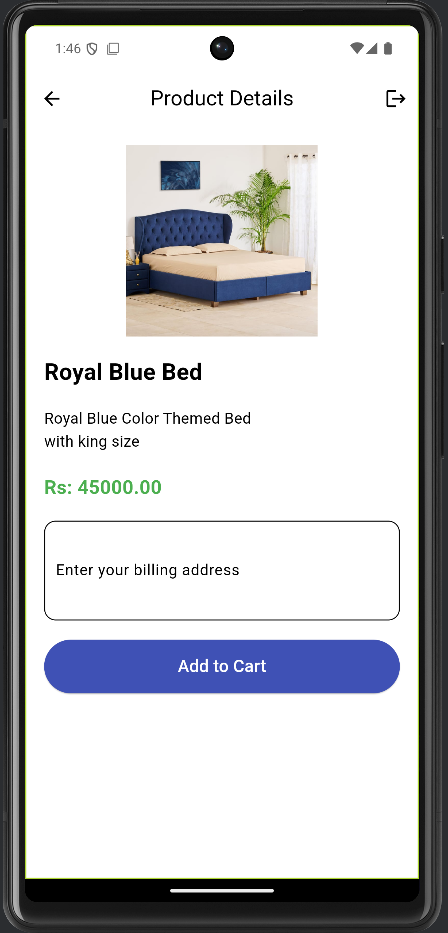 1:46
Product Details
Royal Blue Bed
Royal Blue Color Themed Bed
with king size
Rs: 45000.00
Enter your billing address
Add to Cart